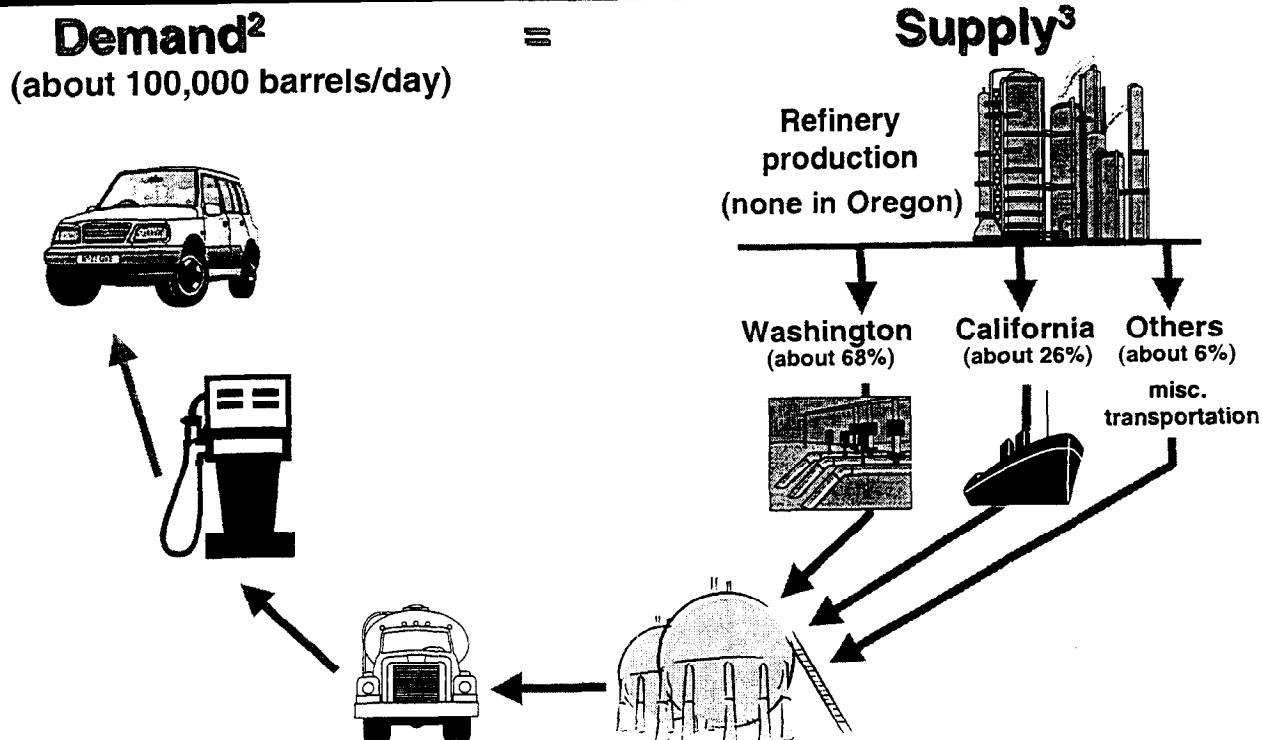 Demand² = Supply³
(about 100,000 barrels/day)
Refinery
production
(none in Oregon)
Washington
(about 68%)
California
(about 26%)
Others
(about 6%)
misc.
transportation